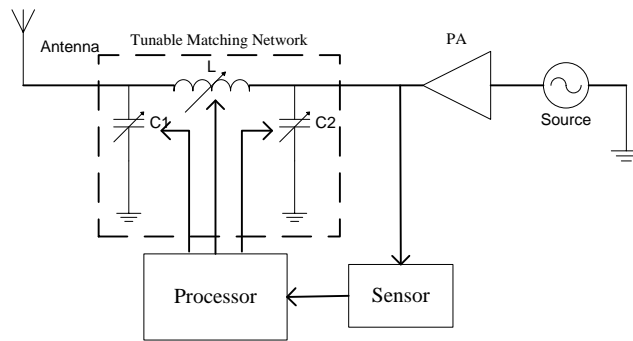 Tunable Matching Network
PA
Antenna
L
C1
C2
Source
Processor
Sensor